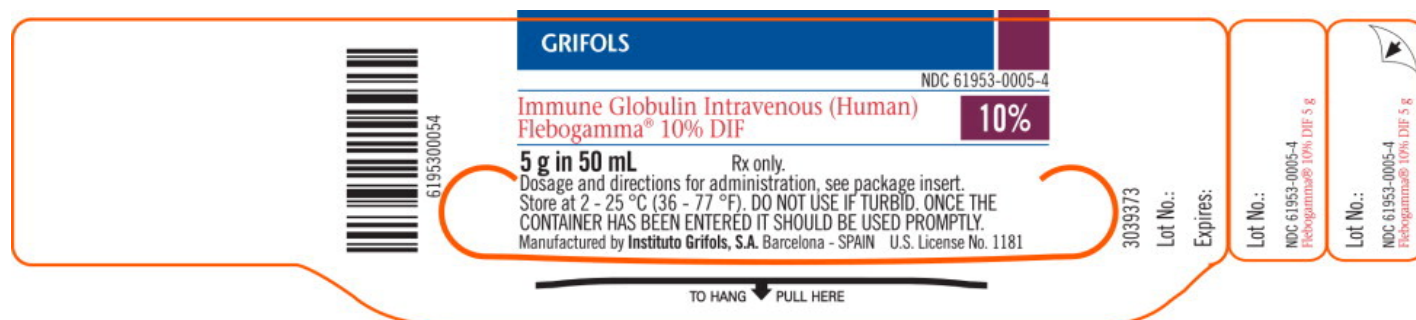 GRIFOLS
NDC 61953-0005-4
Immune Globulin Intravenous (Human)
Flebogamma® 10% DIF
10%
5 g in 50 mL
Rx only.
Dosage and directions for administration, see package insert.
Store at 2 - 25 °C (36 - 77 °F). DO NOT USE IF TURBID. ONCE THE
CONTAINER HAS BEEN ENTERED IT SHOULD BE USED PROMPTLY.
Manufactured by Instituto Grifols, S.A. Barcelona - SPAIN U.S. License No. 1181
TO HANG PULL HERE
6195300054
3039373
Lot No.:
Expires:
Lot No.:
NDC 61953-0005-4
Flebogamma® 10% DIF 5 g
Lot No.:
NDC 61953-0005-4
Flebogamma® 10% DIF 5 g